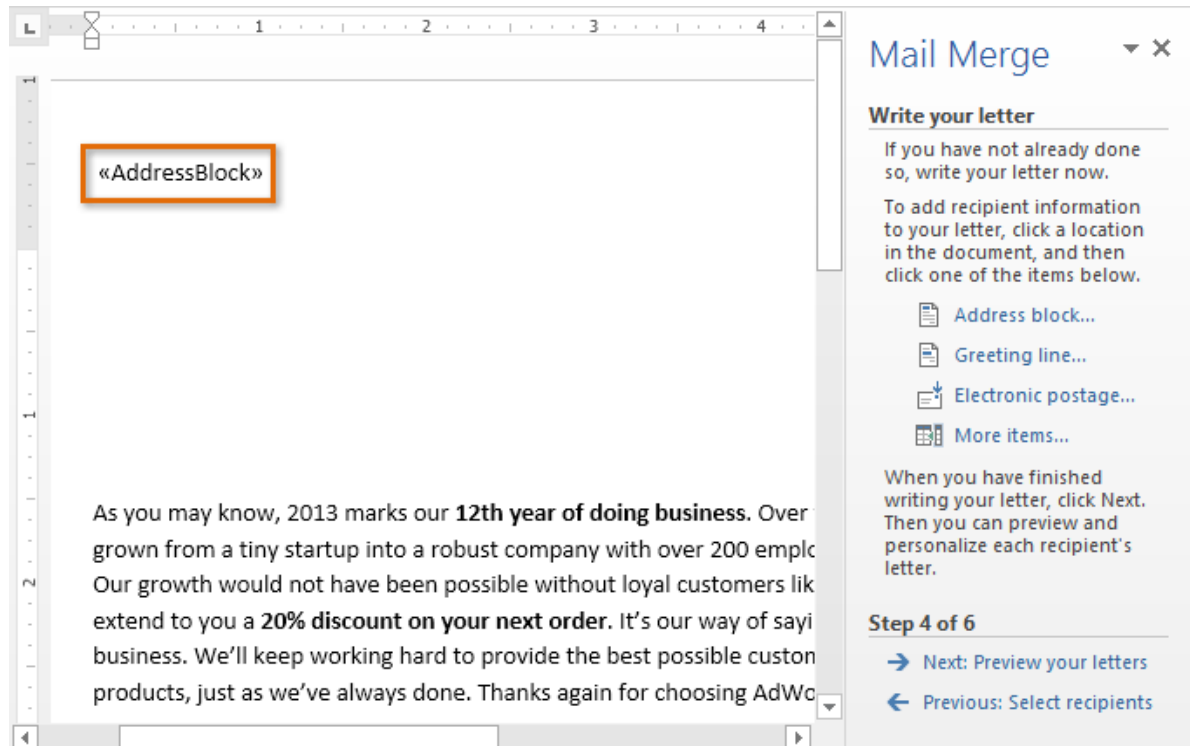 L 1 2 3 4
Mail Merge
1
Write your letter
If you have not already done
so, write your letter now.
To add recipient information
to your letter, click a location
in the document, and then
click one of the items below.
Address block...
Greeting line...
Electronic postage...
More items...
When you have finished
writing your letter, click Next.
Then you can preview and
personalize each recipient's
letter.
Step 4 of 6
Next: Preview your letters
Previous: Select recipients
«AddressBlock»
1
As you may know, 2013 marks our 12th year of doing business. Over
grown from a tiny startup into a robust company with over 200 emplo
2
Our growth would not have been possible without loyal customers lik
extend to you a 20% discount on your next order. It's our way of sayi
business. We'll keep working hard to provide the best possible custom
products, just as we've always done. Thanks again for choosing AdWo